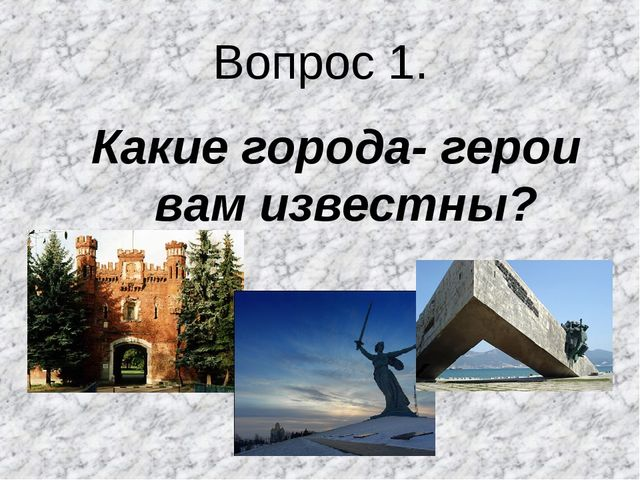 Вопрос 1.
Какие города- герои
вам известны?